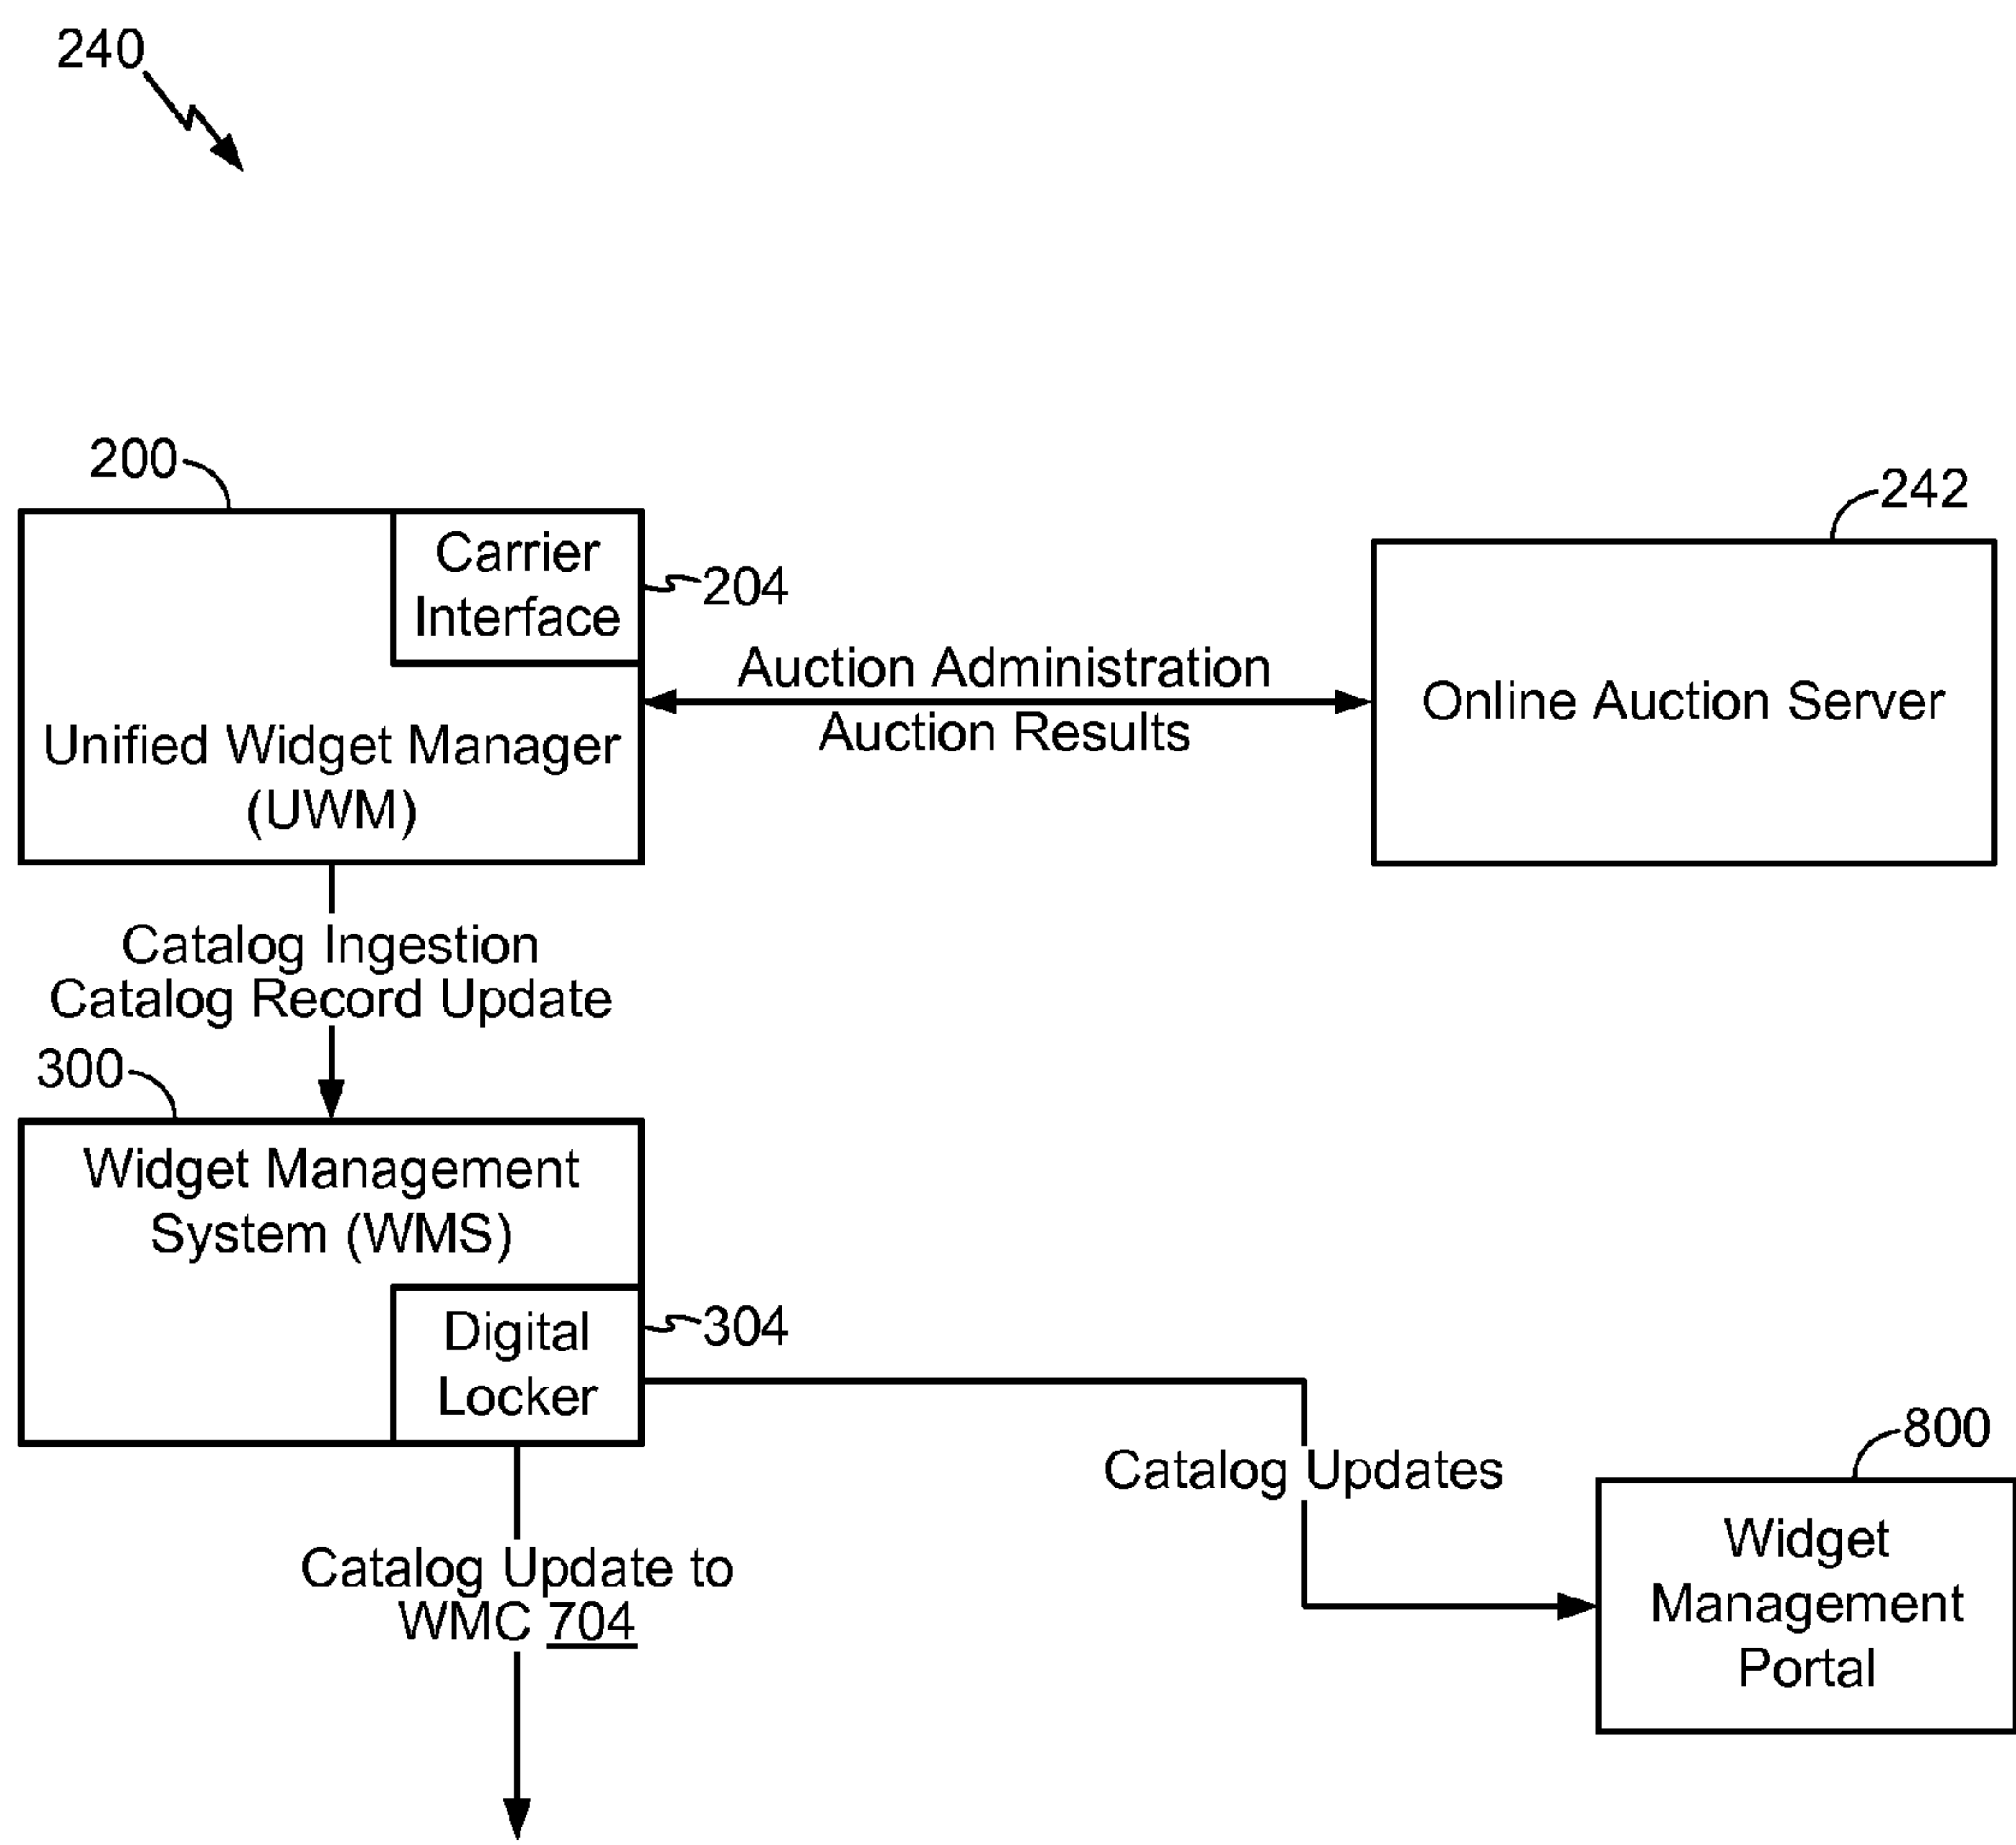 240
200
Carrier
Interface
204
242
Auction Administration
Auction Results
Online Auction Server
Unified Widget Manager
(UWM)
Catalog Ingestion
Catalog Record Update
300
Widget Management
System (WMS)
Digital
Locker
304
Catalog Updates
800
Widget
Management
Portal
Catalog Update to
WMC 704